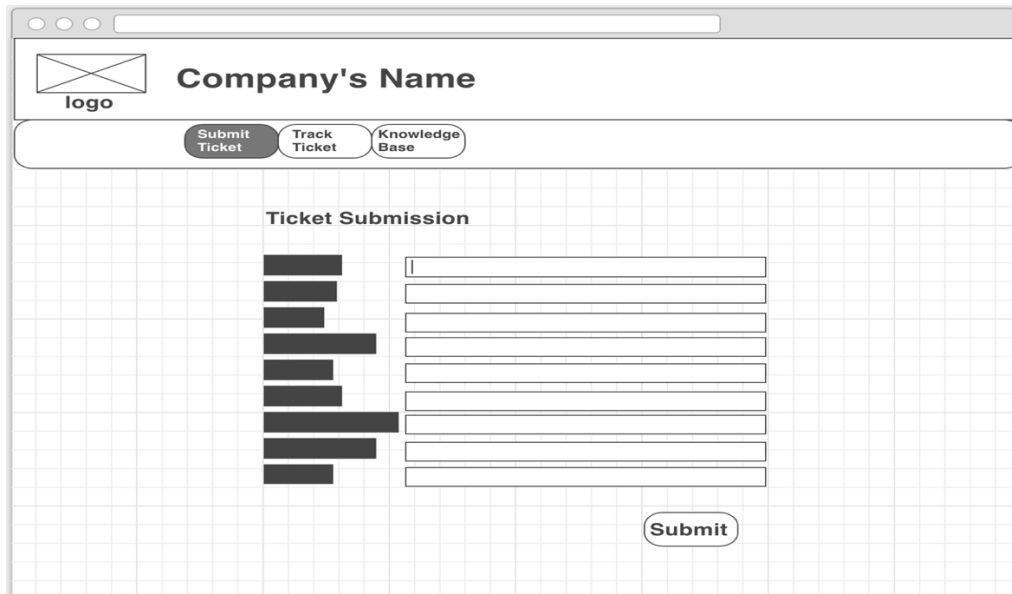 Company's Name
logo
Submit
Ticket
Track
Ticket
Knowledge
Base
Ticket Submission
Submit